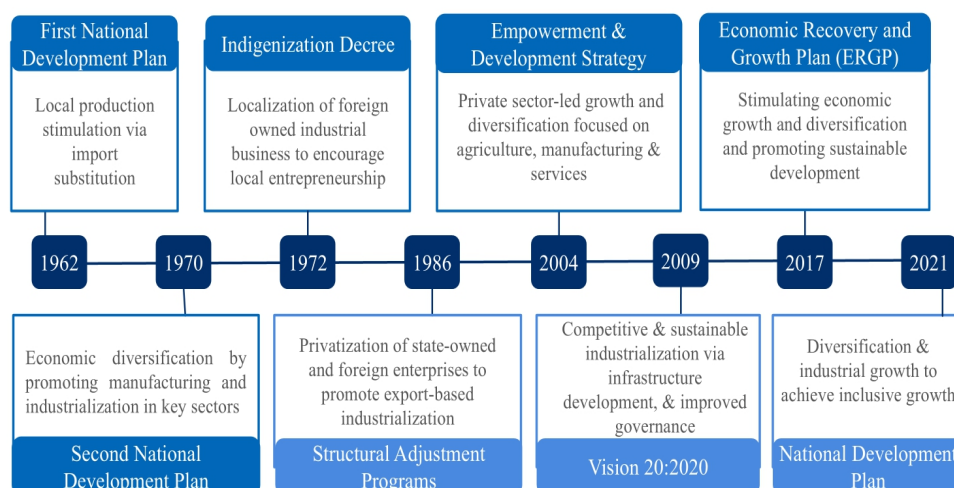 First National
Development Plan
Local production
stimulation via
import
substitution
Indigenization Decree
Localization of foreign
owned industrial
business to encourage
local entrepreneurship
Empowerment &
Development Strategy
Private sector-led growth and
diversification focused on
agriculture, manufacturing &
services
Economic Recovery and
Growth Plan (ERGP)
Stimulating economic
growth and diversification
and promoting sustainable
development
1962
1970
1972
1986
2004
2009
2017
2021
Economic diversification by
promoting manufacturing and
industrialization in key sectors
Second National
Development Plan
Privatization of state-owned
and foreign enterprises to
promote export-based
industrialization
Structural Adjustment
Programs
Competitive & sustainable
industrialization via
infrastructure
development, & improved
governance
Vision 20:2020
Diversification &
industrial growth to
achieve inclusive growth
National Development
Plan